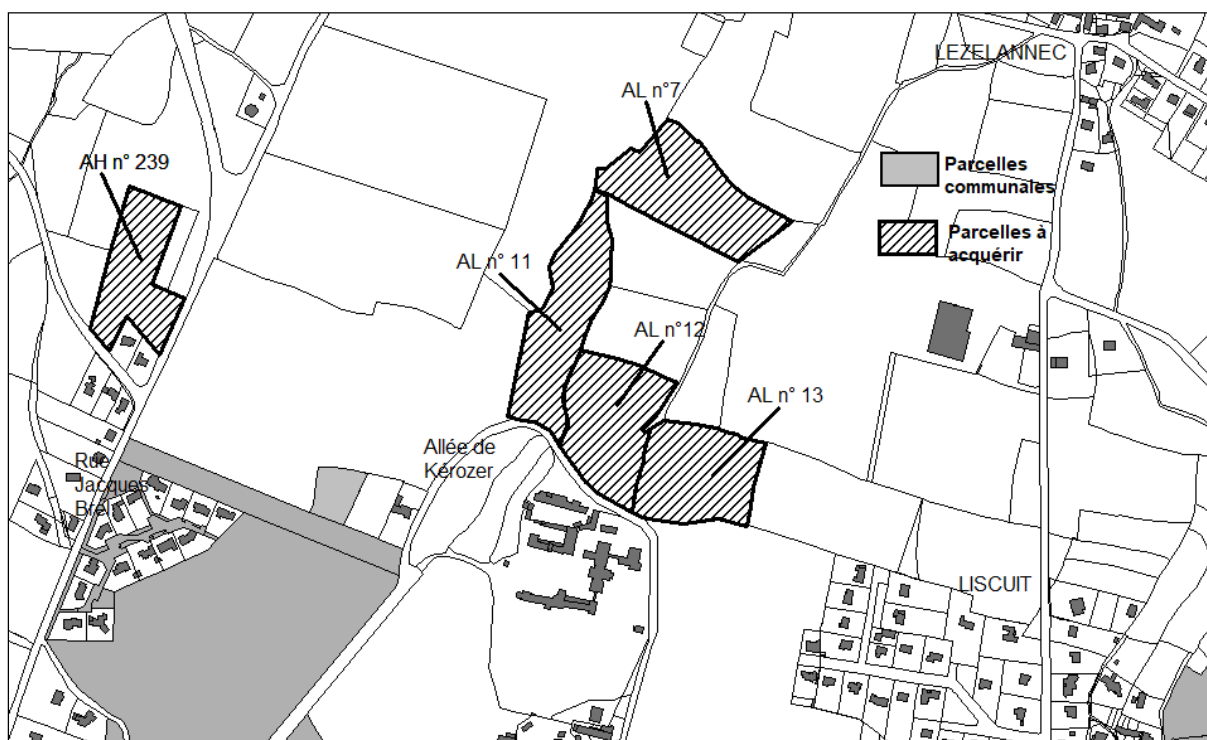 LEZELANNEC
AL n°7
AH n° 239
Parcelles
communales
Parcelles à
acquérir
AL n° 11
AL n°12
AL n° 13
Allée de
Kérozer
Rue
Jacques
Brel
LISCUIT